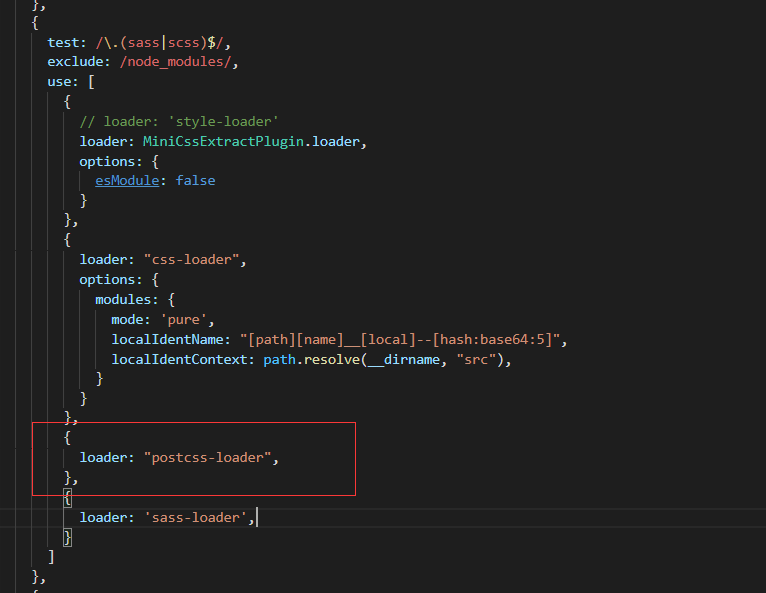 },
{
test: /\.(sass|scss)$/,
exclude: /node_modules/,
use: [
{
// loader: 'style-loader'
loader: MiniCssExtractPlugin.loader,
options: {
esModule: false
}
},
{
loader: "css-loader",
options: {
modules: {
mode: 'pure',
localIdentName: "[path][name]__[local]--[hash:base64:5]",
localIdentContext: path.resolve(__dirname, "src"),
}
}
},
{
loader: "postcss-loader",
},
{
loader: 'sass-loader',
}
]
},
{